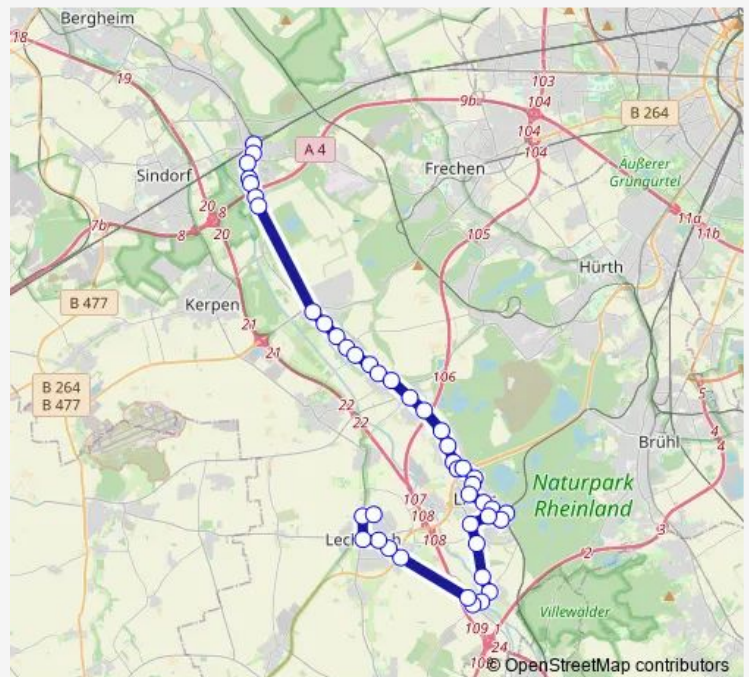 Bergheim
18
19
103
9b
104
B 264
104
104
A 4
Äußerer
Grüngürtel
Frechen
Sindorf
20
8
7b
8
20
105
11a
11b
Hürth
B 477
Kerpen
21
21
106
5
B 264
B 477
22
22
4
4
Brühl
Naturpark
Rheinland
107
108
108
3
2
Villewälder
109
1
24
© OpenStreetMap contributors